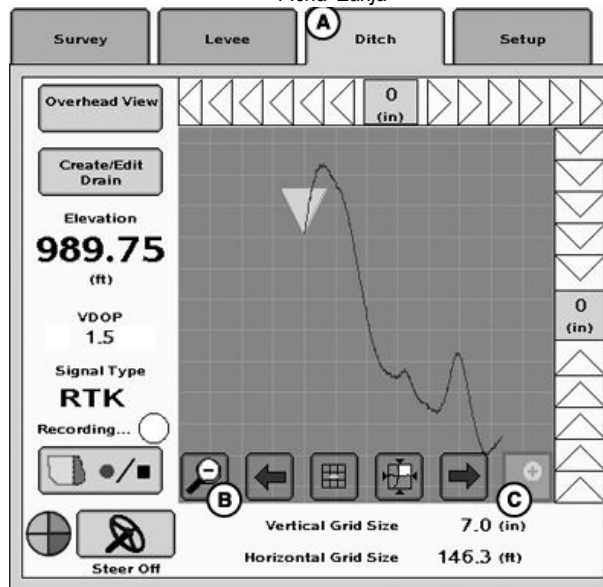 Menú Zanja
A
Survey Levee Ditch Setup
Overhead View
0
(in)
Create/Edit
Drain
Elevation
989.75
(ft)
VDOP
1.5
Signal Type
RTK
Recording...
0
(in)
B
C
Vertical Grid Size 7.0 (in)
Horizontal Grid Size 146.3 (ft)
Steer Off